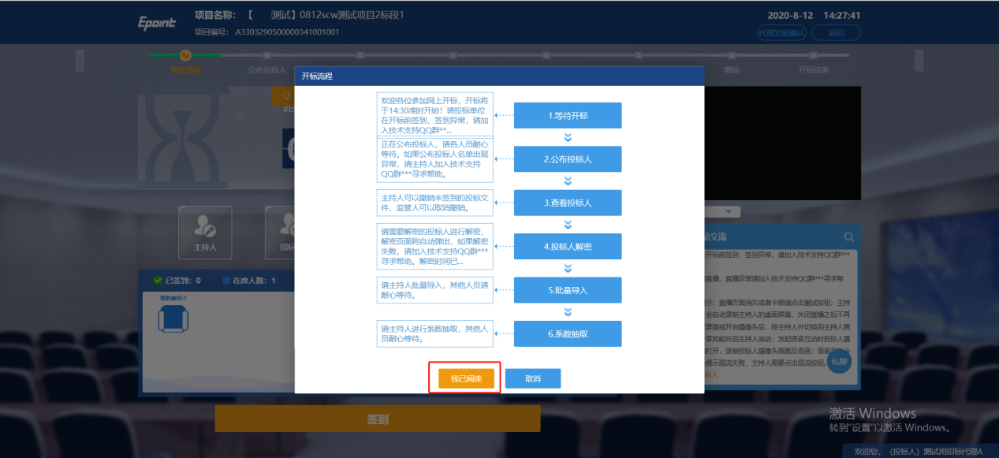 Epoint
项目名称： 【 测试】0812scw测试项目2标段1
项目编号： A3303290500000341001001
2020-8-12 14:27:41
代理发起确认 返回
等待开标
公布投标人
唱标
开标结束
开标流程
欢迎各位参加网上开标，开标将
于14:30准时开始！请投标单位
在开标前签到，签到异常，请加
入技术支持QQ群**...
1.等待开标
正在公布投标人，请各人员耐心
等待。如果公布投标人名单出现
异常，请主持人加入技术支持
QQ群***寻求帮助。
2.公布投标人
主持人可以撤销未签到的投标文
件，监管人可以取消撤销。
3.查看投标人
请需要解密的投标人进行解密，
解密页面将自动弹出，如果解密
失败，请加入技术支持QQ群***
寻求帮助。解密时间已...
4.投标人解密
请主持人批量导入，其他人员请
耐心等待。
5.批量导入
请主持人进行系数抽取，其他人
员耐心等待。
6.系数抽取
我已阅读
取消
主持人
招标
已签到：0 在席人数：1
我的座位:1
签到
动交流
开标前签到，签到异常，请加入技术支持QQ群***
直播，直播异常请加入技术支持QQ群***寻求帮
示：直播页面消失或者卡顿请点击重试按钮；主持
会自动录制主持人的桌面屏幕。关闭直播之后不再
屏幕或开启摄像头后，除主持人外切换到主持人画
享将能听到主持人说话；发起语音互动时投标人摄
打开，录制投标人摄像头画面及语音；语音互动会
提示混流失败，主持人需要点击混流按钮。
标人
私聊
激活 Windows
转到"设置"以激活 Windows。
欢迎您，（投标人）测试用招标代理A